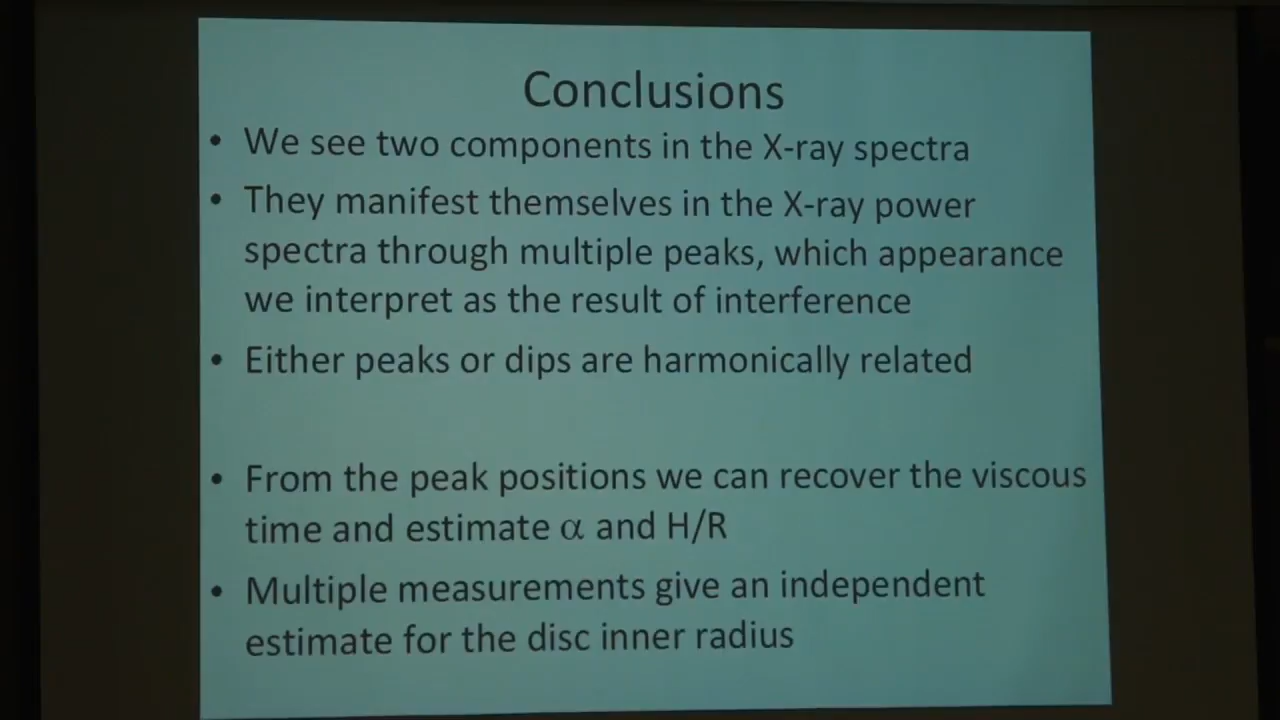 Conclusions
• We see two components in the X-ray spectra
• They manifest themselves in the X-ray power
spectra through multiple peaks, which appearance
we interpret as the result of interference
• Either peaks or dips are harmonically related
• From the peak positions we can recover the viscous
time and estimate α and H/R
• Multiple measurements give an independent
estimate for the disc inner radius